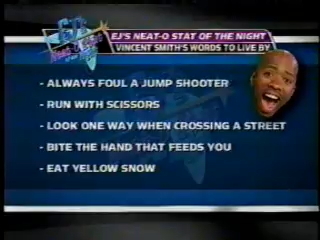 EJ'S NEAT-O STAT OF THE NIGHT
VINCENT SMITH'S WORDS TO LIVE BY
- ALWAYS FOUL A JUMP SHOOTER
- RUN WITH SCISSORS
- LOOK ONE WAY WHEN CROSSING A STREET
- BITE THE HAND THAT FEEDS YOU
- EAT YELLOW SNOW